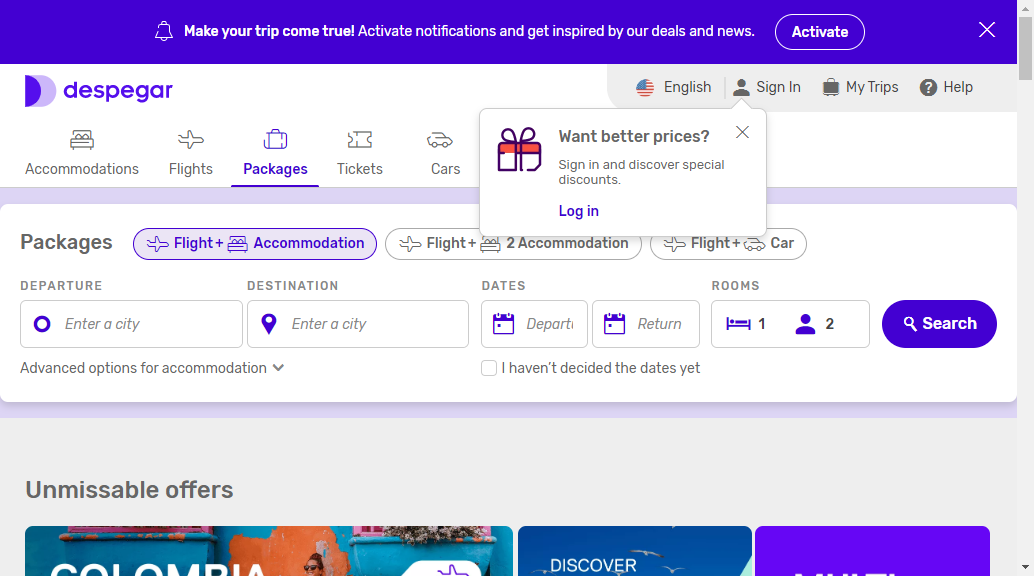 Make your trip come true! Activate notifications and get inspired by our deals and news.
Activate
despegar
English
Sign In
My Trips
Help
Accommodations
Flights
Packages
Tickets
Cars
Want better prices?
Sign in and discover special
discounts.
Log in
Packages
Flight + Accommodation
Flight + 2 Accommodation
Flight + Car
DEPARTURE
DESTINATION
DATES
ROOMS
Enter a city
Enter a city
Return
1
2
Search
Advanced options for accommodation
I haven't decided the dates yet
Unmissable offers
COLOMBIA
DISCOVER